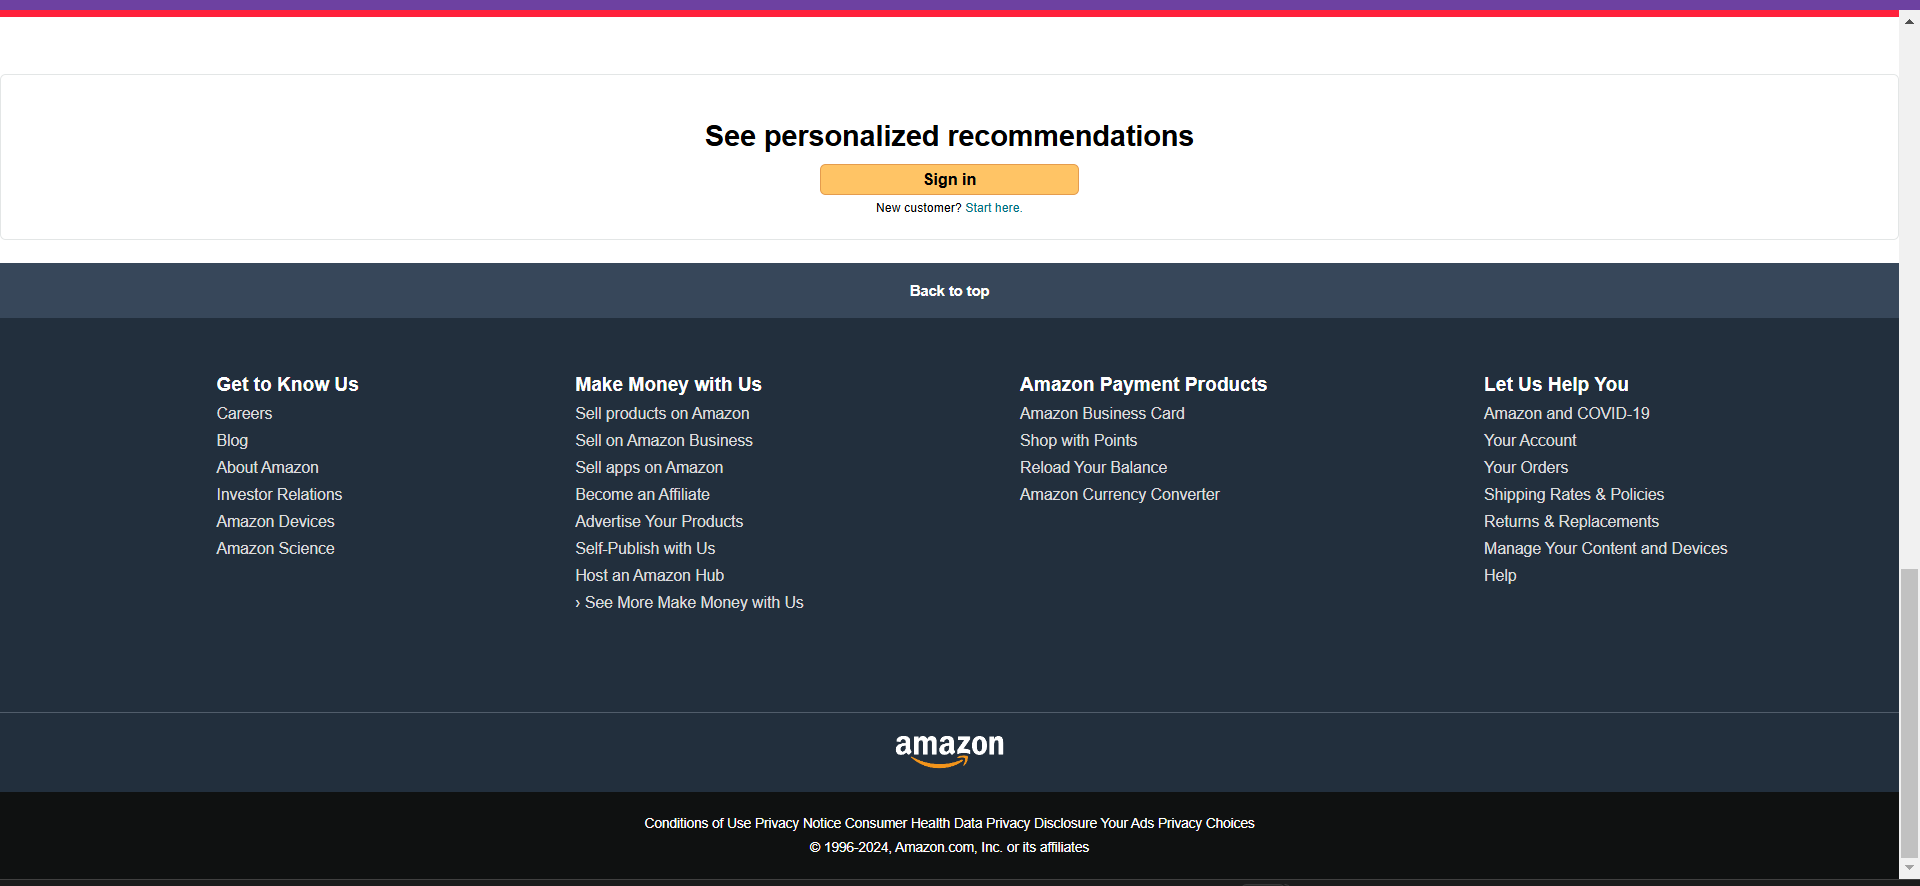 See personalized recommendations
Sign in
New customer? Start here.
Back to top
Get to Know Us
Careers
Blog
About Amazon
Investor Relations
Amazon Devices
Amazon Science
Make Money with Us
Sell products on Amazon
Sell on Amazon Business
Sell apps on Amazon
Become an Affiliate
Advertise Your Products
Self-Publish with Us
Host an Amazon Hub
› See More Make Money with Us
Amazon Payment Products
Amazon Business Card
Shop with Points
Reload Your Balance
Amazon Currency Converter
Let Us Help You
Amazon and COVID-19
Your Account
Your Orders
Shipping Rates & Policies
Returns & Replacements
Manage Your Content and Devices
Help
amazon
Conditions of Use Privacy Notice Consumer Health Data Privacy Disclosure Your Ads Privacy Choices
© 1996-2024, Amazon.com, Inc. or its affiliates